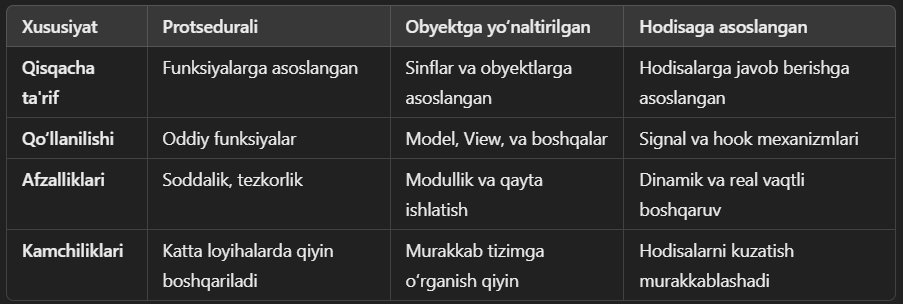 Xususiyat Protsedurali Obyektga yo‘naltirilgan Hodisaga asoslangan
Qisqacha ta'rif Funksiyalarga asoslangan Sinflar va obyektlarga asoslangan Hodisalarga javob berishga asoslangan
Qo‘llanilishi Oddiy funksiyalar Model, View, va boshqalar Signal va hook mexanizmlari
Afzalliklari Soddalik, tezkorlik Modullik va qayta ishlatish Dinamik va real vaqtli boshqaruv
Kamchiliklari Katta loyihalarda qiyin boshqariladi Murakkab tizimga o‘rganish qiyin Hodisalarni kuzatish murakkablashadi